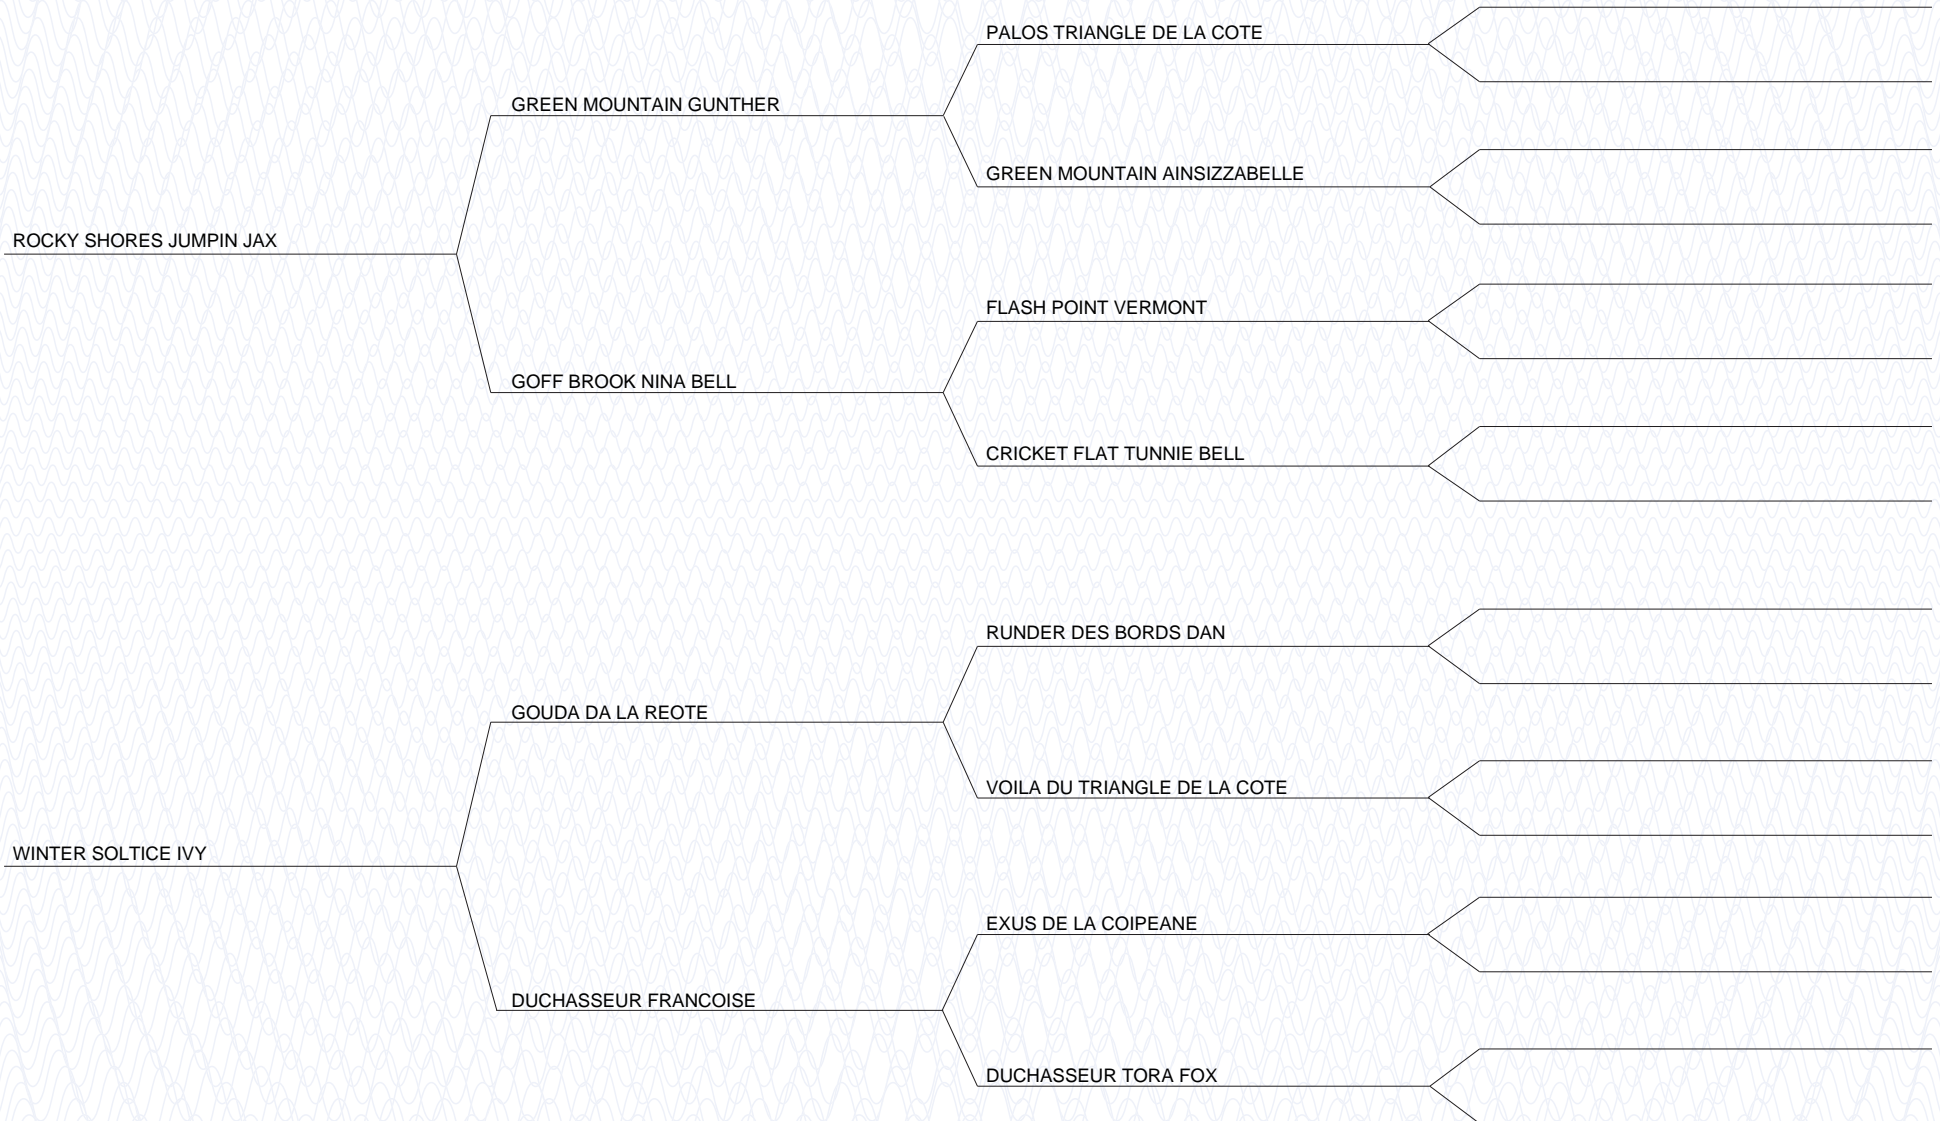 PALOS TRIANGLE DE LA COTE
GREEN MOUNTAIN GUNTHER
GREEN MOUNTAIN AINSIZZABELLE
ROCKY SHORES JUMPIN JAX
FLASH POINT VERMONT
GOFF BROOK NINA BELL
CRICKET FLAT TUNNIE BELL
RUNDER DES BORDS DAN
GOUDA DA LA REOTE
VOILA DU TRIANGLE DE LA COTE
WINTER SOLTICE IVY
EXUS DE LA COIPEANE
DUCHASSEUR FRANCOISE
DUCHASSEUR TORA FOX